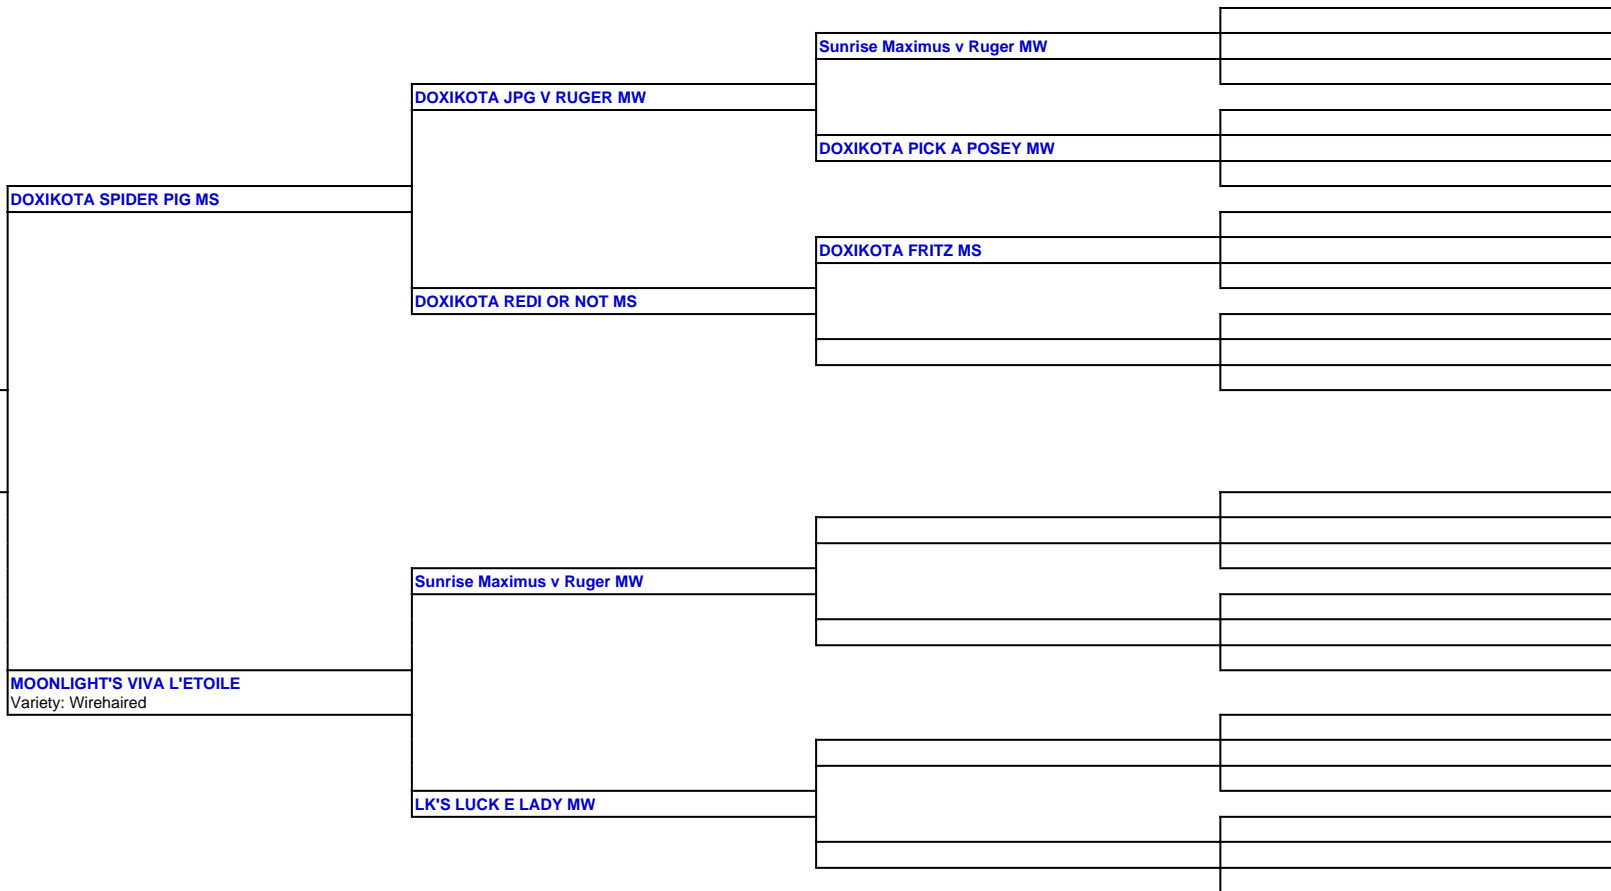 Sunrise Maximus v Ruger MW
DOXIKOTA JPG V RUGER MW
DOXIKOTA PICK A POSEY MW
DOXIKOTA SPIDER PIG MS
DOXIKOTA FRITZ MS
DOXIKOTA REDI OR NOT MS
Sunrise Maximus v Ruger MW
MOONLIGHT'S VIVA L'ETOILE
Variety: Wirehaired
LK'S LUCK E LADY MW